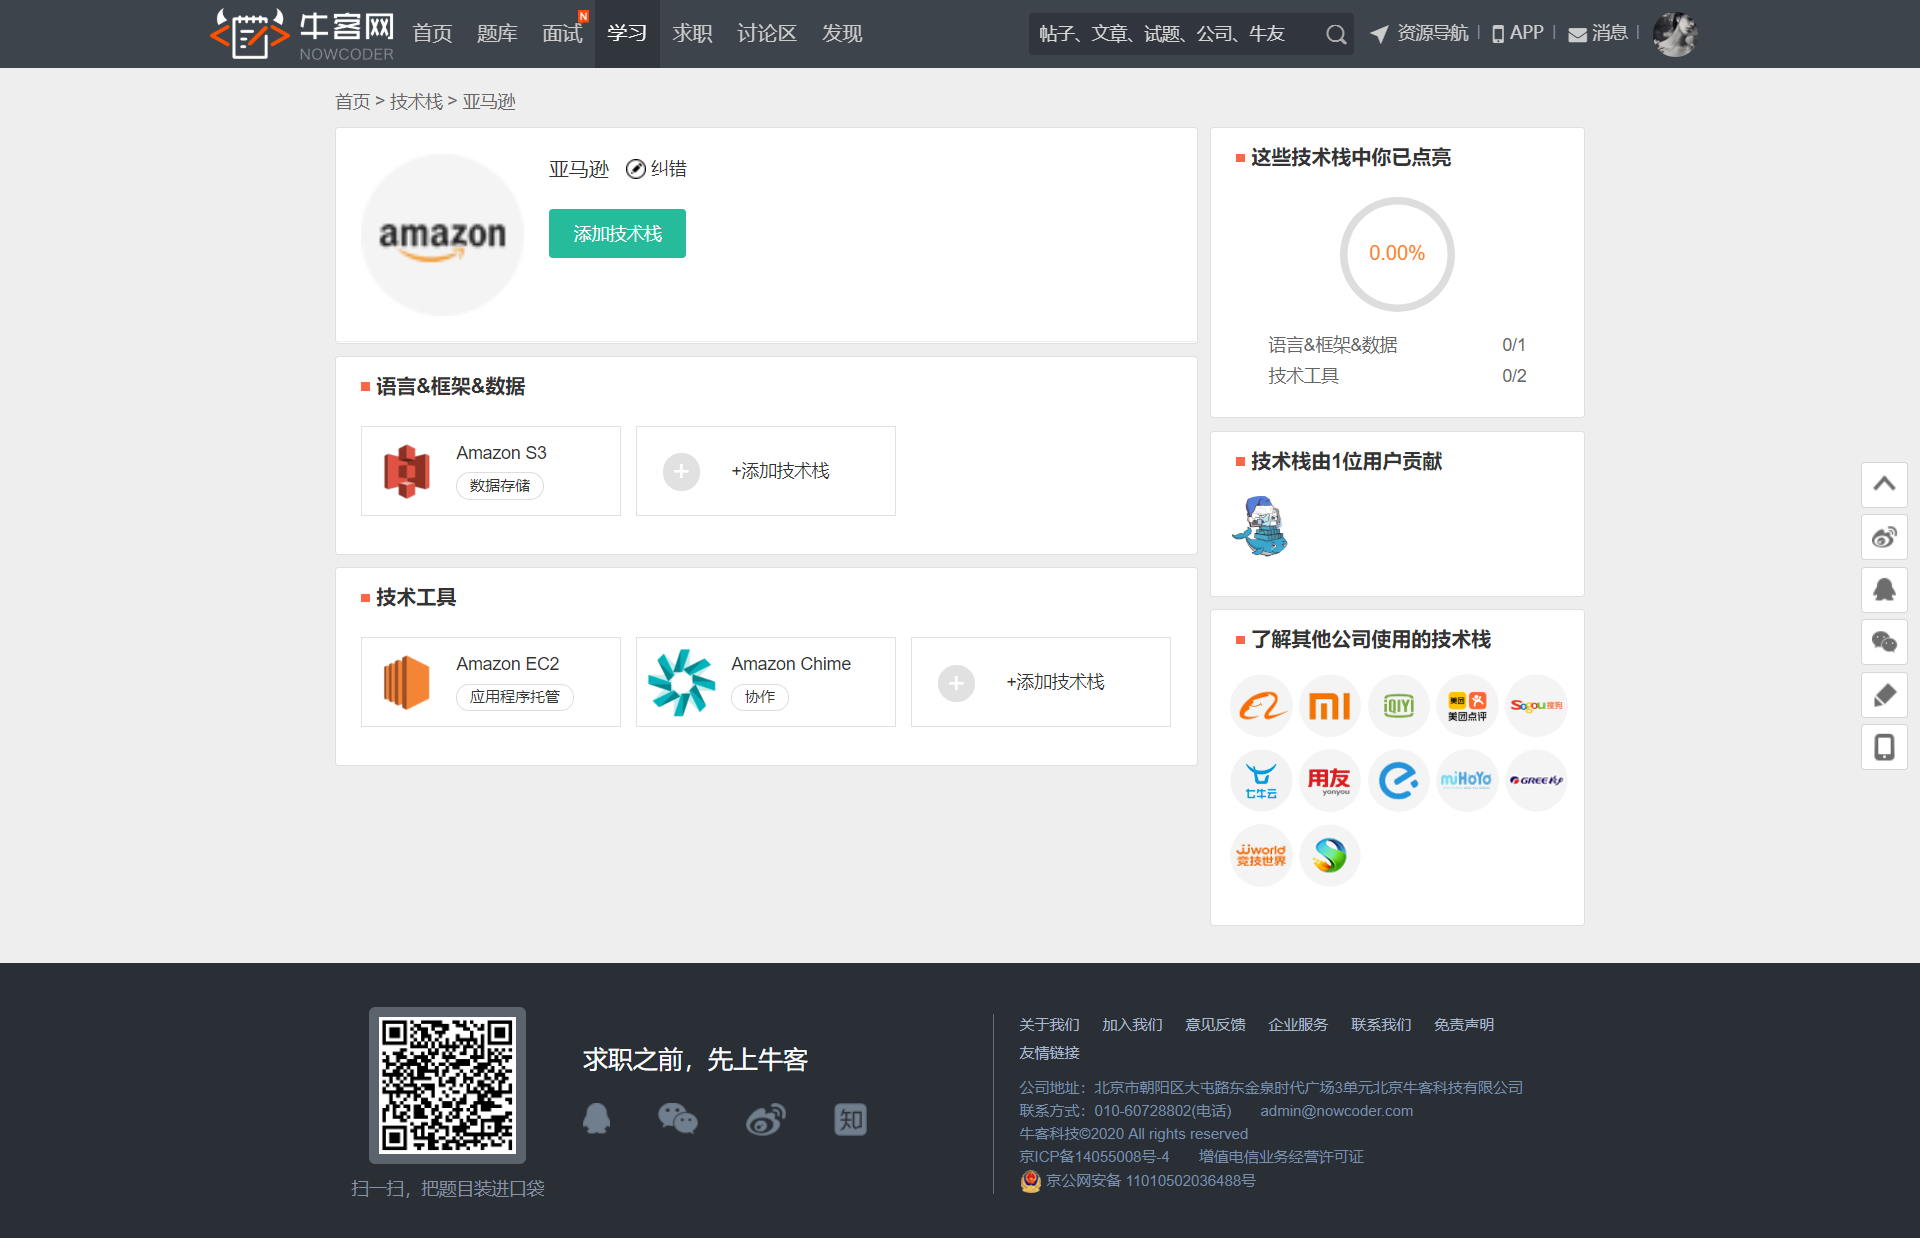 牛客网
NOWCODER
首页
题库
面试
N
学习
求职
讨论区
发现
帖子、文章、试题、公司、牛友
资源导航
APP
消息
首页 > 技术栈 > 亚马逊
amazon
亚马逊
纠错
添加技术栈
语言&框架&数据
Amazon S3
数据存储
+添加技术栈
技术工具
Amazon EC2
应用程序托管
Amazon Chime
协作
+添加技术栈
这些技术栈中你已点亮
0.00%
语言&框架&数据 0/1
技术工具 0/2
技术栈由1位用户贡献
了解其他公司使用的技术栈
mi
iQIYI
美团
美团点评
Sogou搜狗
七牛云
用友
yonyou
miHoYo
GREE
JJworld
竞技世界
求职之前，先上牛客
知
扫一扫，把题目装进口袋
关于我们 加入我们 意见反馈 企业服务 联系我们 免责声明
友情链接
公司地址：北京市朝阳区大屯路东金泉时代广场3单元北京牛客科技有限公司
联系方式：010-60728802(电话) admin@nowcoder.com
牛客科技©2020 All rights reserved
京ICP备14055008号-4 增值电信业务经营许可证
京公网安备 11010502036488号